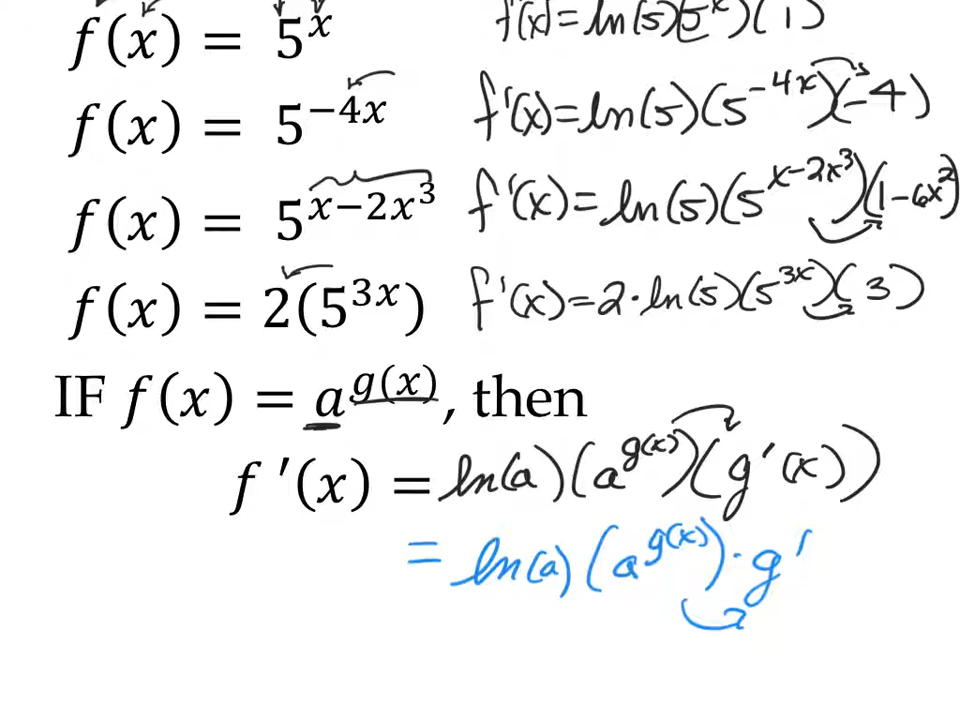 f(x) = 5^x f'(x) = ln(5)(5^x)(1)
f(x) = 5^{-4x} f'(x) = ln(5)(5^{-4x})(-4)
f(x) = 5^{x-2x^3} f'(x) = ln(5)(5^{x-2x^3})(1-6x^2)
f(x) = 2(5^{3x}) f'(x) = 2·ln(5)(5^{3x})(3)
IF f(x) = a^{g(x)}, then
f '(x) = ln(a)(a^{g(x)})(g'(x))
= ln(a)(a^{g(x)})·g'